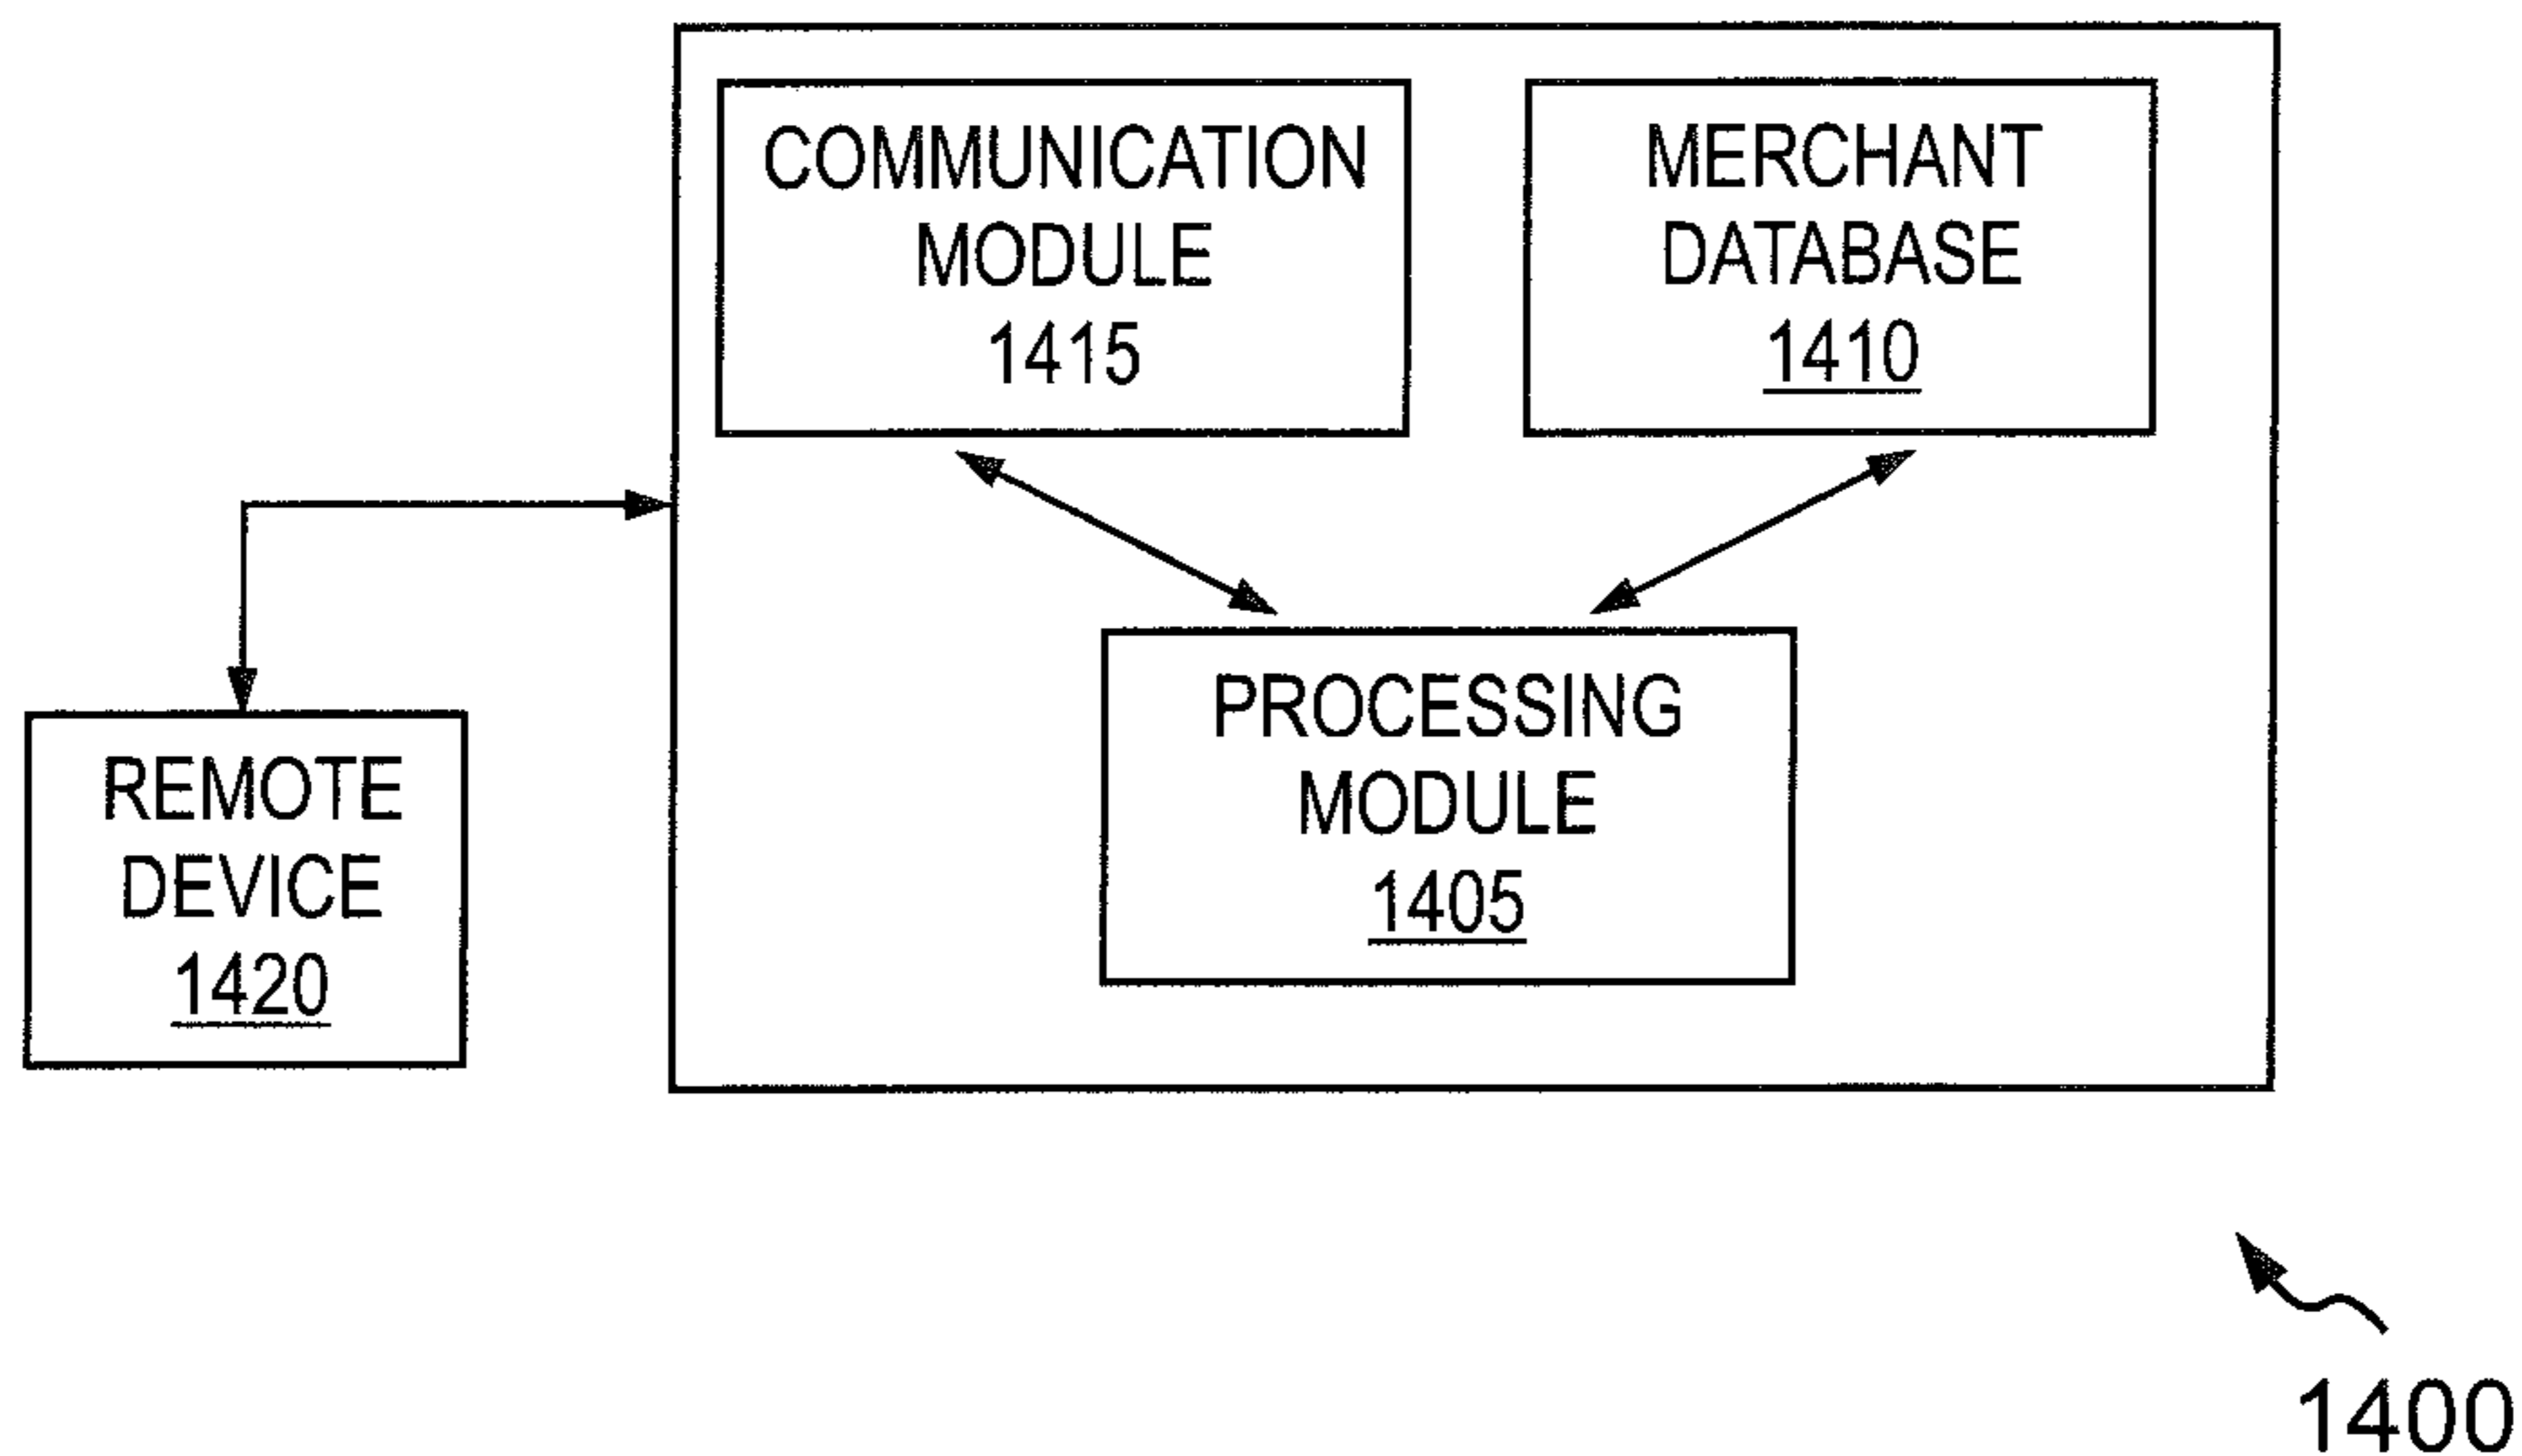 COMMUNICATION
MODULE
1415
MERCHANT
DATABASE
1410
PROCESSING
MODULE
1405
REMOTE
DEVICE
1420
1400